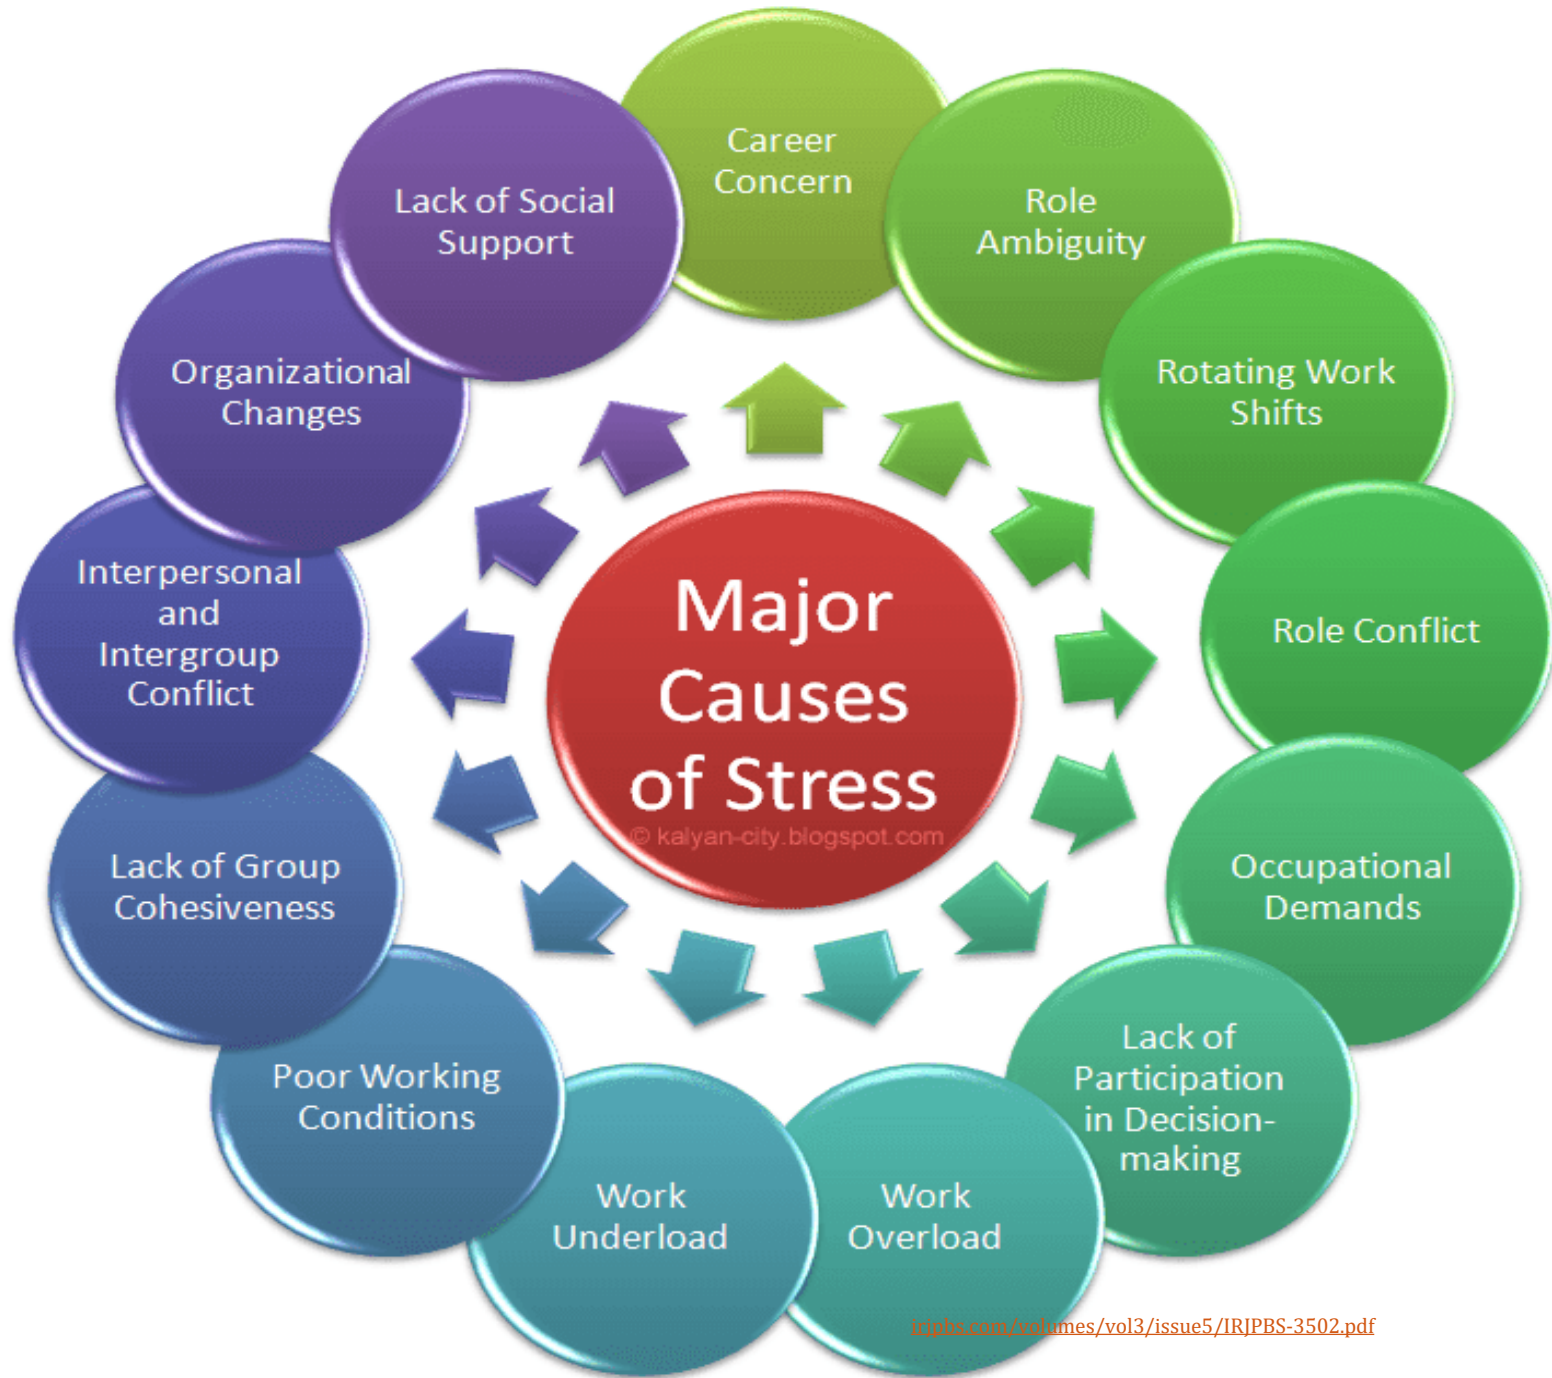 Career
Concern
Role
Ambiguity
Rotating Work
Shifts
Role Conflict
Occupational
Demands
Lack of
Participation
in Decision-
making
Work
Overload
Work
Underload
Poor Working
Conditions
Lack of Group
Cohesiveness
Interpersonal
and
Intergroup
Conflict
Organizational
Changes
Lack of Social
Support
Major
Causes
of Stress
© kalyan-city.blogspot.com
irjpbs.com/volumes/vol3/issue5/IRJPBS-3502.pdf